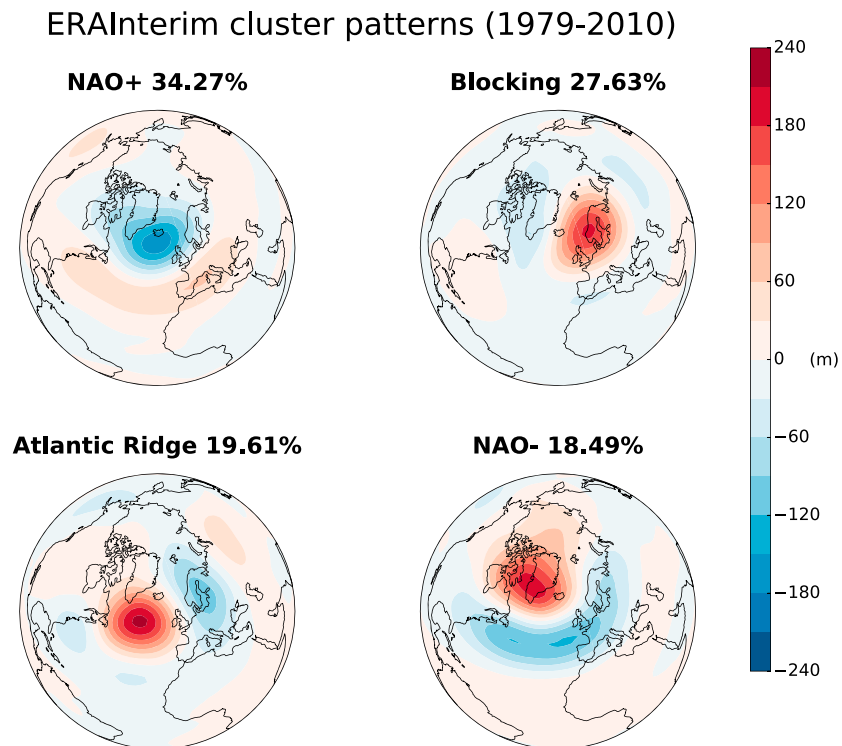 ERAInterim cluster patterns (1979-2010)
NAO+ 34.27%
Blocking 27.63%
Atlantic Ridge 19.61%
NAO- 18.49%
240
180
120
60
0 (m)
−60
−120
−180
−240